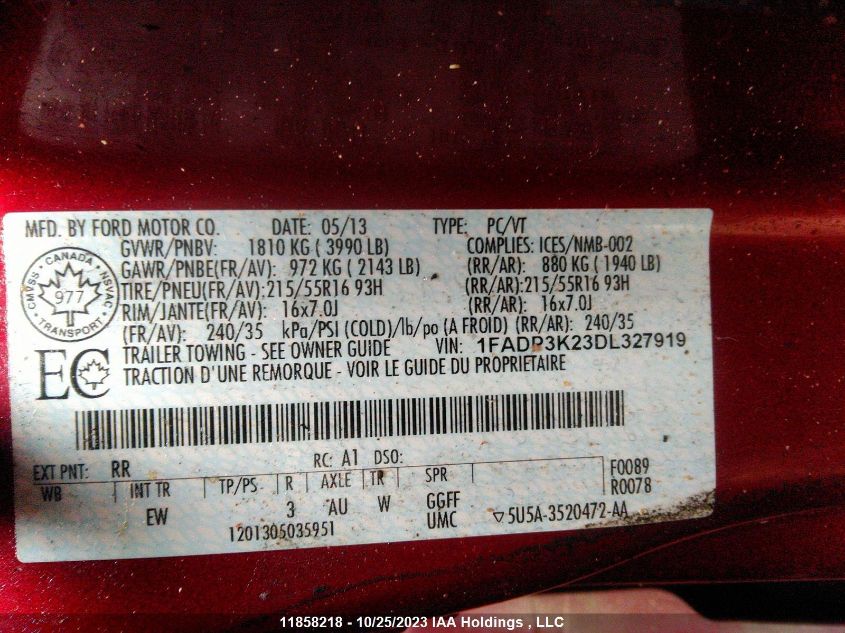 MFD. BY FORD MOTOR CO. DATE: 05/13 TYPE: PC/VT
GVWR/PNBV: 1810 KG ( 3990 LB) COMPLIES: ICES/NMB-002
GAWR/PNBE(FR/AV): 972 KG ( 2143 LB) (RR/AR): 880 KG ( 1940 LB)
TIRE/PNEU(FR/AV):215/55R16 93H (RR/AR):215/55R16 93H
RIM/JANTE(FR/AV): 16x7.0J (RR/AR): 16x7.0J
(FR/AV): 240/35 kPa/PSI (COLD)/lb/po (A FROID) (RR/AR): 240/35
TRAILER TOWING - SEE OWNER GUIDE VIN: 1FADP3K23DL327919
TRACTION D'UNE REMORQUE - VOIR LE GUIDE DU PROPRIETAIRE
CMVSS · CANADA · NSVAC
977
TRANSPORT
EC
EXT PNT: RR RC: A1 DSO:
WB INT TR TP/PS R AXLE TR SPR F0089
EW 3 AU W GGFF R0078
UMC 5U5A-3520472-AA
1201305035951
11858218 - 10/25/2023 IAA Holdings , LLC